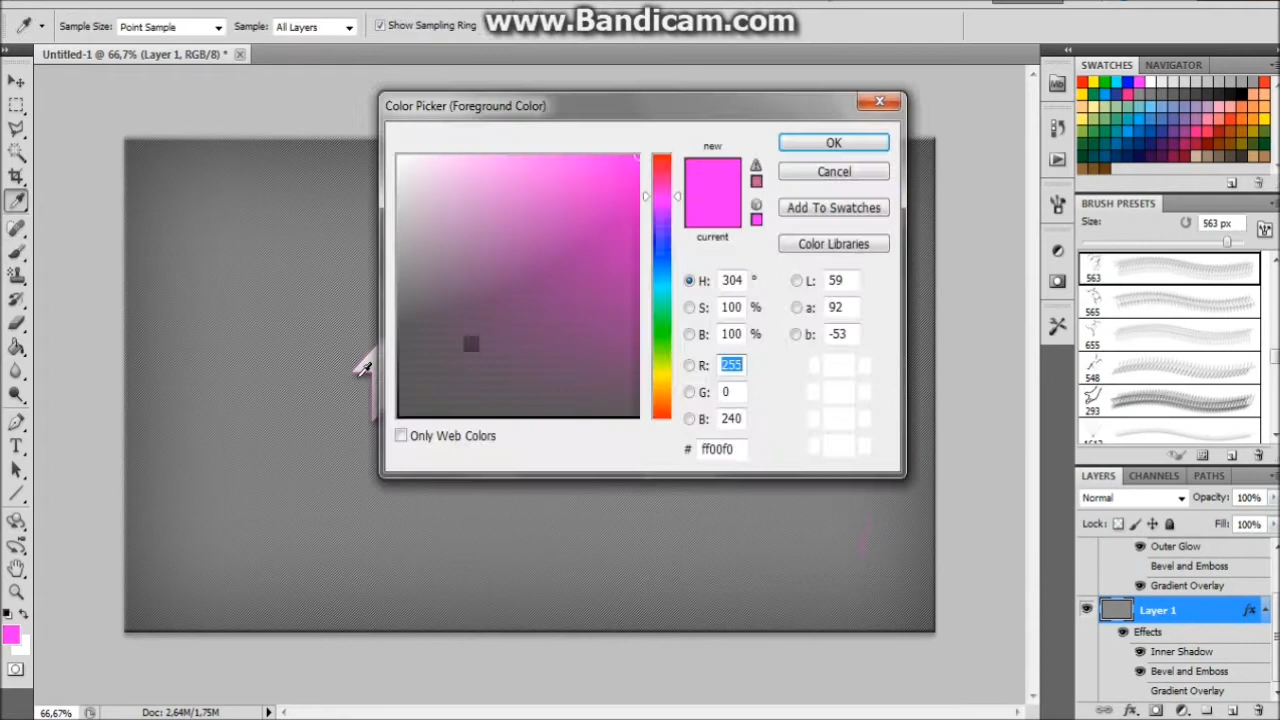 www.Bandicam.com
Sample Size: Point Sample Sample: All Layers Show Sampling Ring
Untitled-1 @ 66,7% (Layer 1, RGB/8) *
Color Picker (Foreground Color)
new
current
OK
Cancel
Add To Swatches
Color Libraries
H: 304 ° L: 59
S: 100 % a: 92
B: 100 % b: -53
R: 255
G: 0
B: 240
# ff00f0
Only Web Colors
SWATCHES NAVIGATOR
Mb
BRUSH PRESETS
Size: 563 px
563
565
655
548
293
LAYERS CHANNELS PATHS
Normal Opacity: 100%
Lock: Fill: 100%
Outer Glow
Bevel and Emboss
Gradient Overlay
Layer 1 fx
Effects
Inner Shadow
Bevel and Emboss
Gradient Overlay
fx
T
66,67% Doc: 2,64M/1,75M